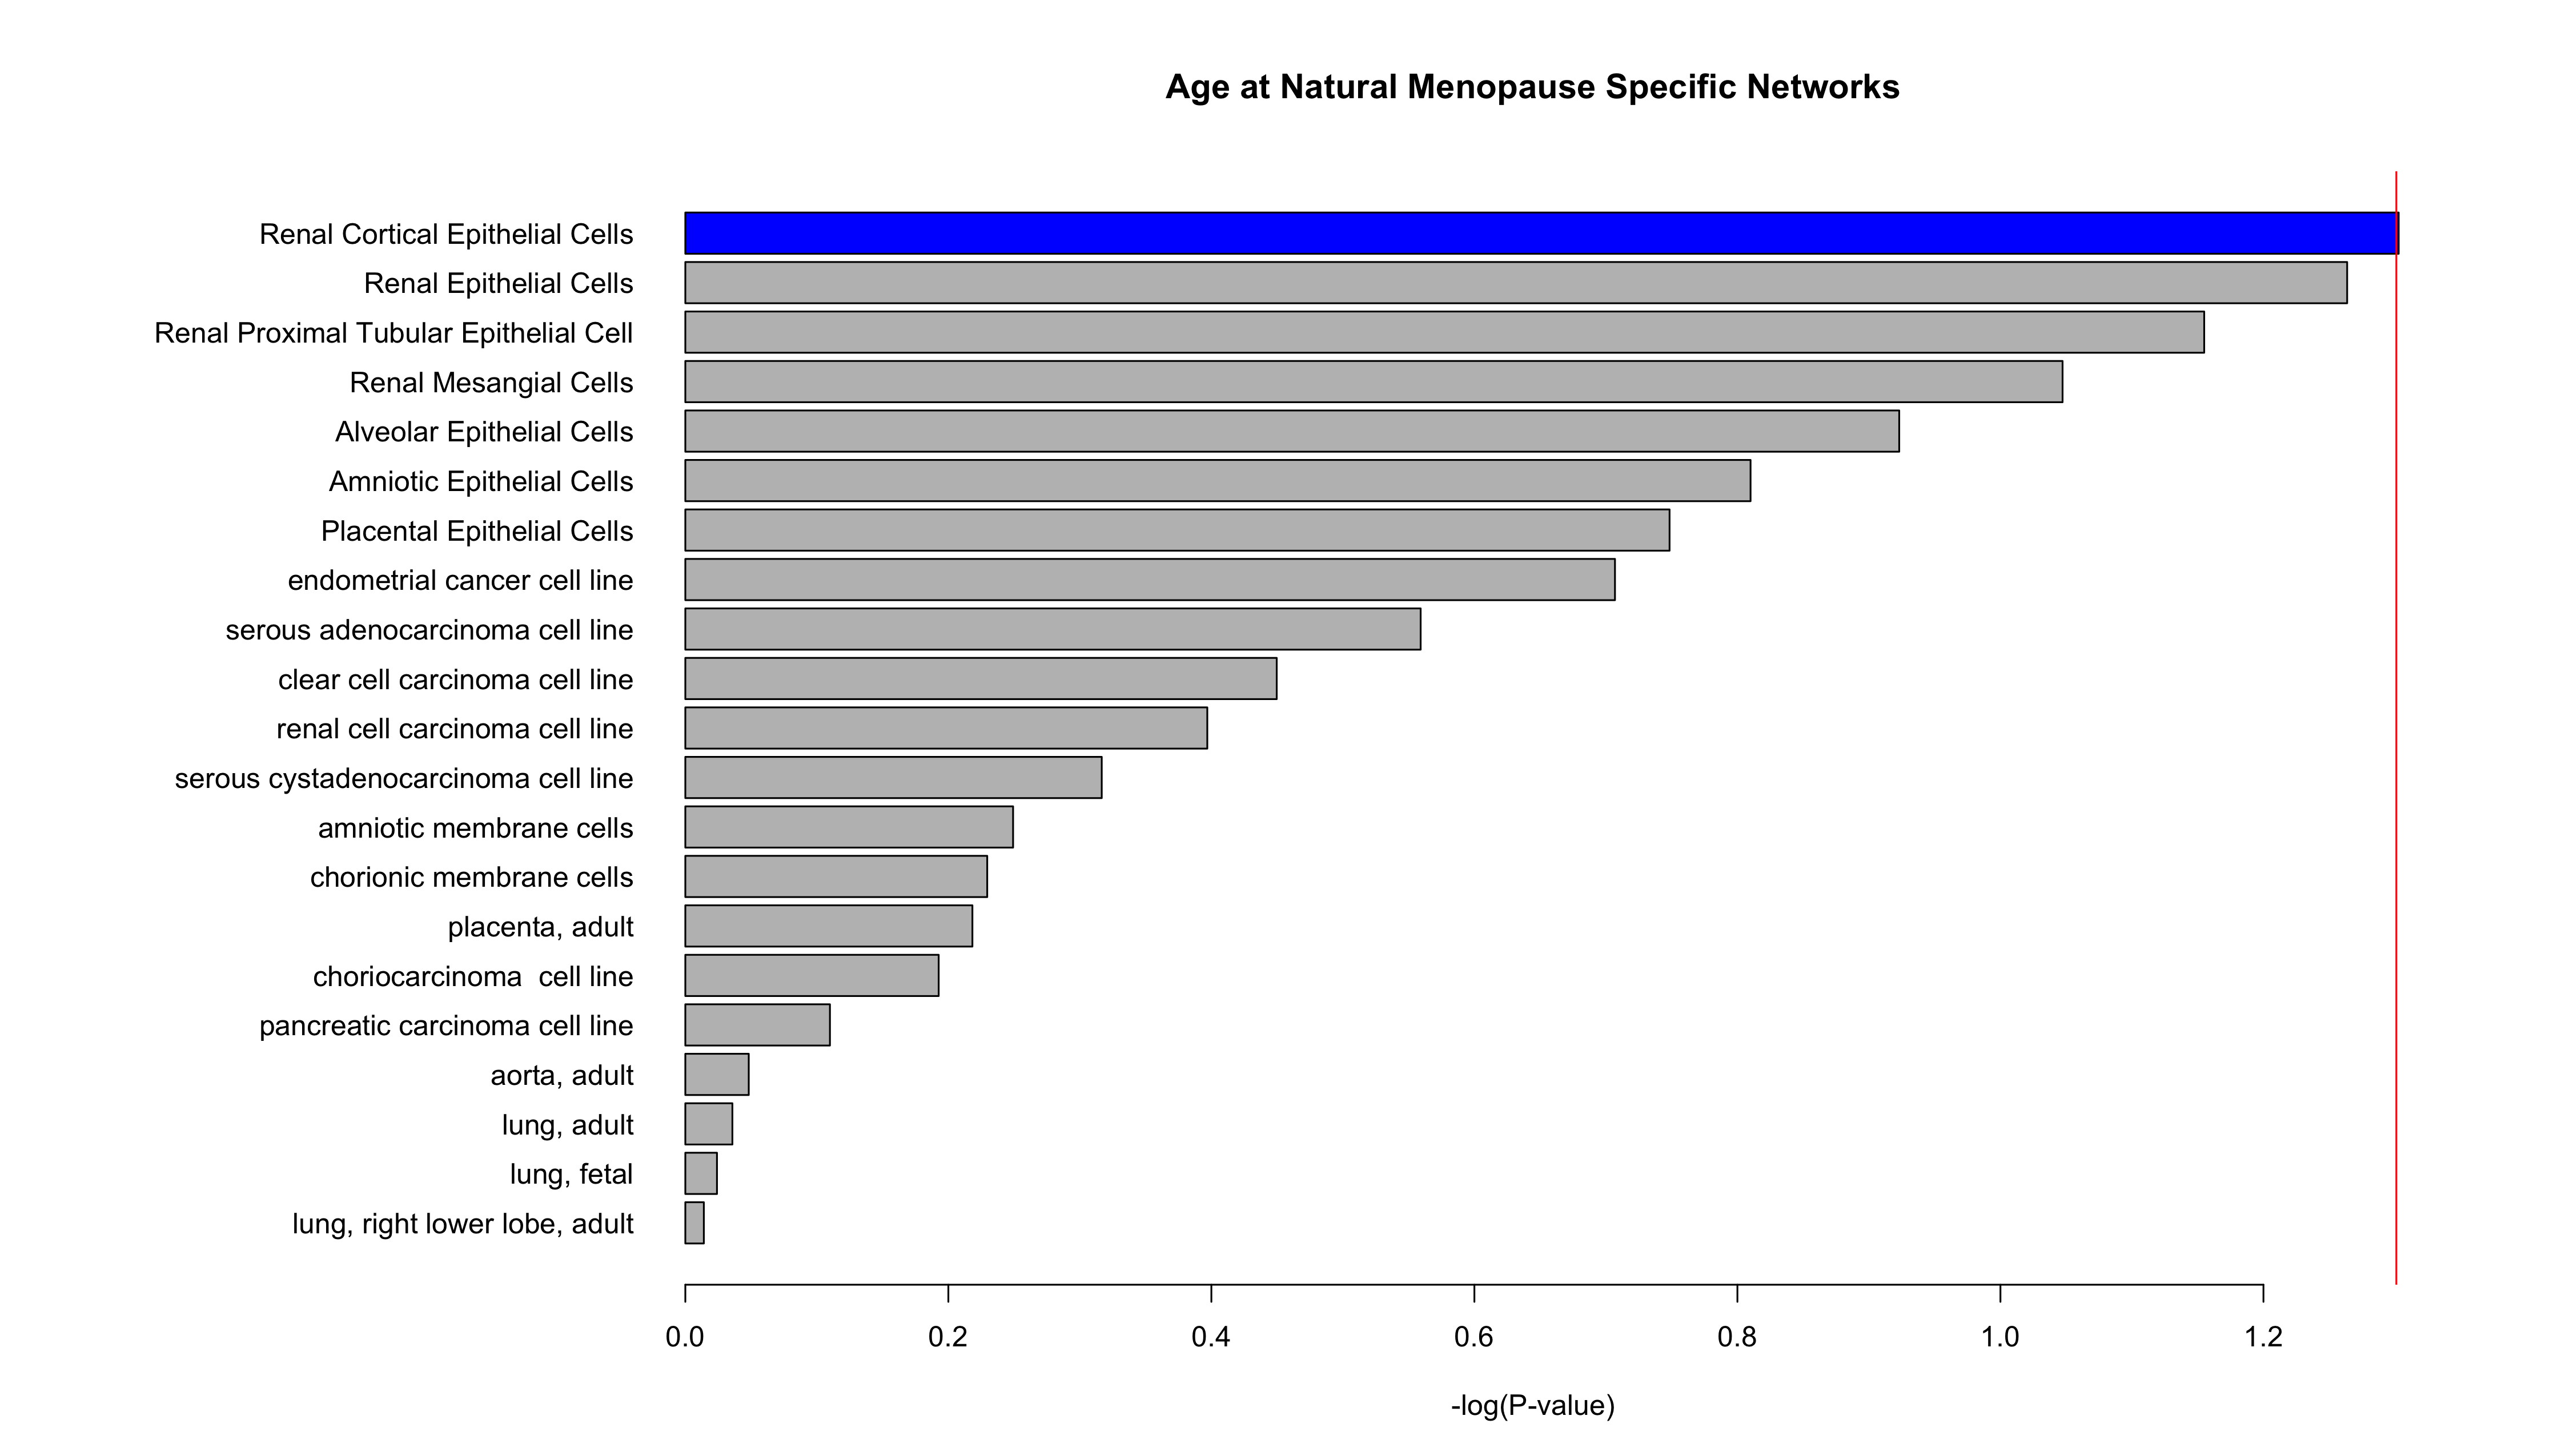 Age at Natural Menopause Specific Networks
Renal Cortical Epithelial Cells
Renal Epithelial Cells
Renal Proximal Tubular Epithelial Cell
Renal Mesangial Cells
Alveolar Epithelial Cells
Amniotic Epithelial Cells
Placental Epithelial Cells
endometrial cancer cell line
serous adenocarcinoma cell line
clear cell carcinoma cell line
renal cell carcinoma cell line
serous cystadenocarcinoma cell line
amniotic membrane cells
chorionic membrane cells
placenta, adult
choriocarcinoma  cell line
pancreatic carcinoma cell line
aorta, adult
lung, adult
lung, fetal
lung, right lower lobe, adult
0.0 0.2 0.4 0.6 0.8 1.0 1.2
-log(P-value)